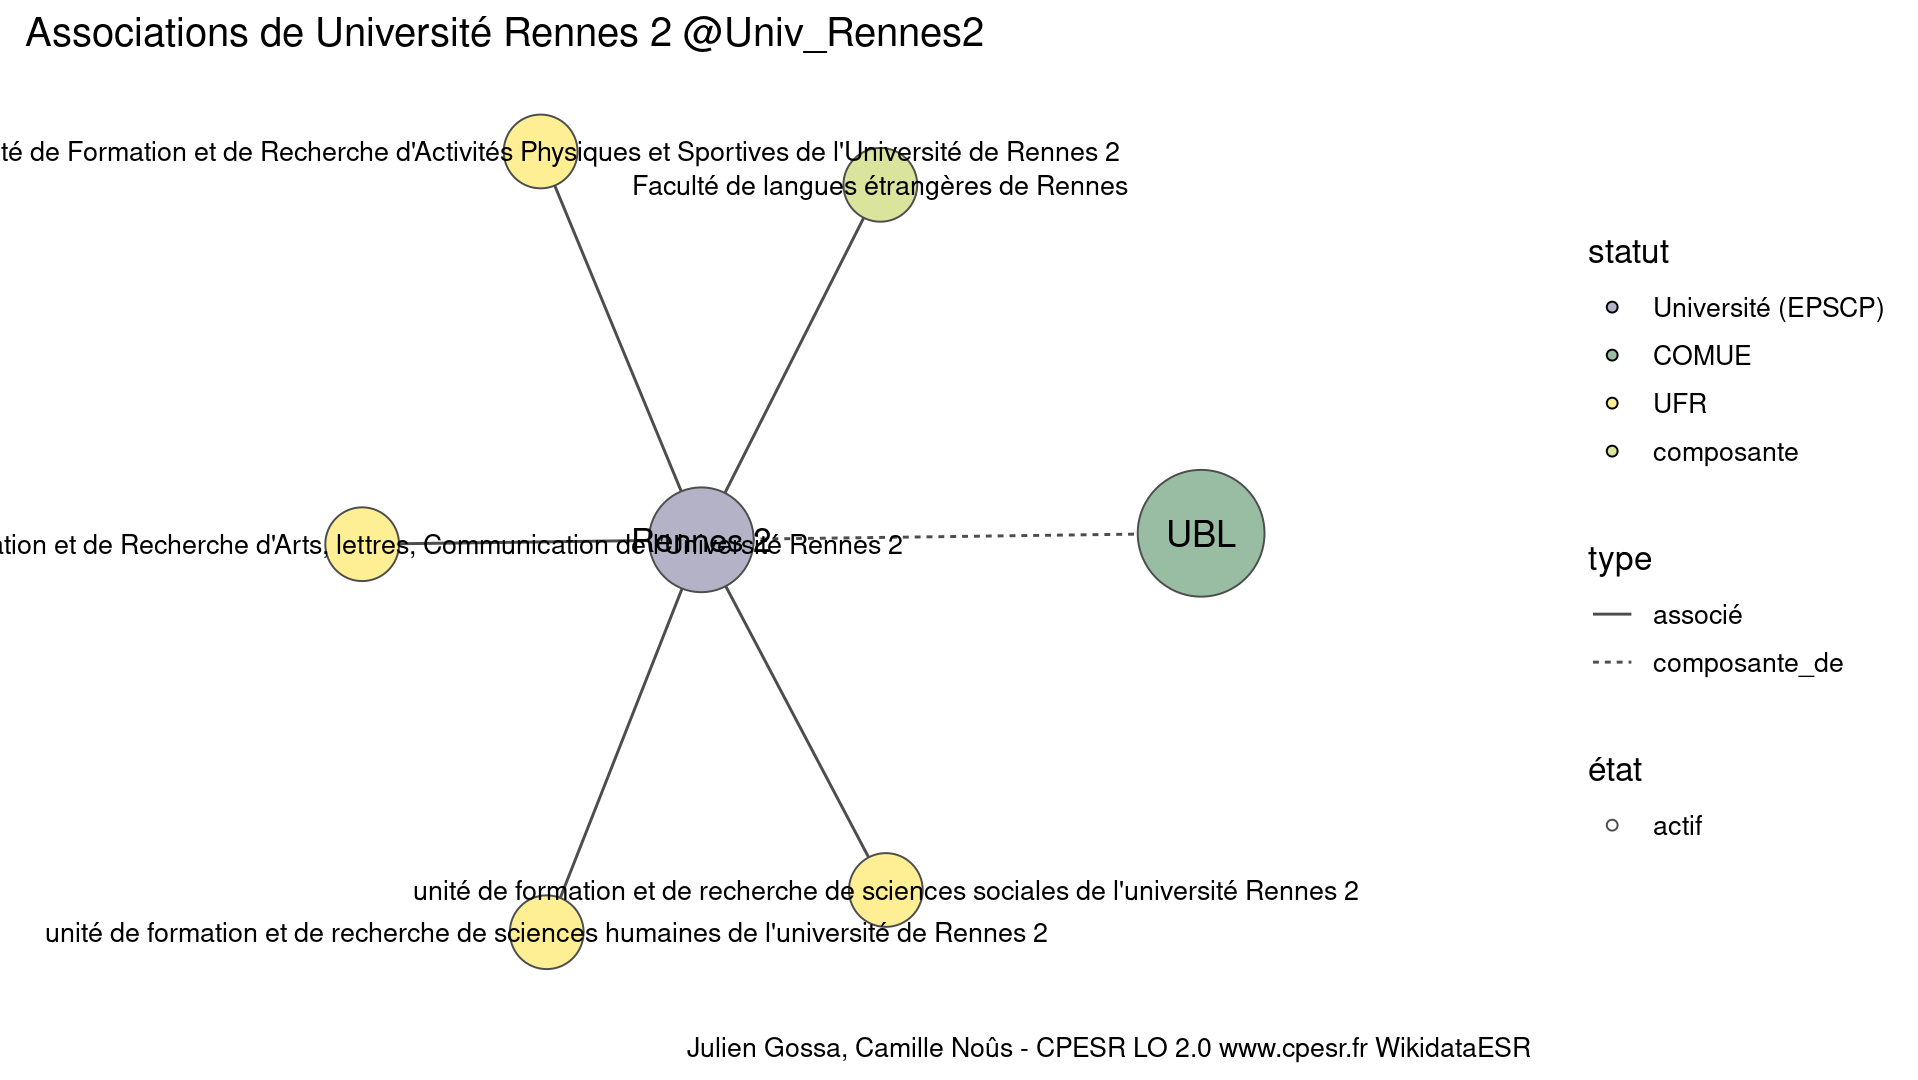 Associations de Université Rennes 2 @Univ_Rennes2
té de Formation et de Recherche d'Activités Physiques et Sportives de l'Université de Rennes 2
Faculté de langues étrangères de Rennes
ation et de Recherche d'Arts, lettres, Communication de l'Université Rennes 2
Rennes 2
UBL
unité de formation et de recherche de sciences sociales de l'université Rennes 2
unité de formation et de recherche de sciences humaines de l'université de Rennes 2
statut
Université (EPSCP)
COMUE
UFR
composante
type
associé
composante_de
état
actif
Julien Gossa, Camille Noûs - CPESR LO 2.0 www.cpesr.fr WikidataESR